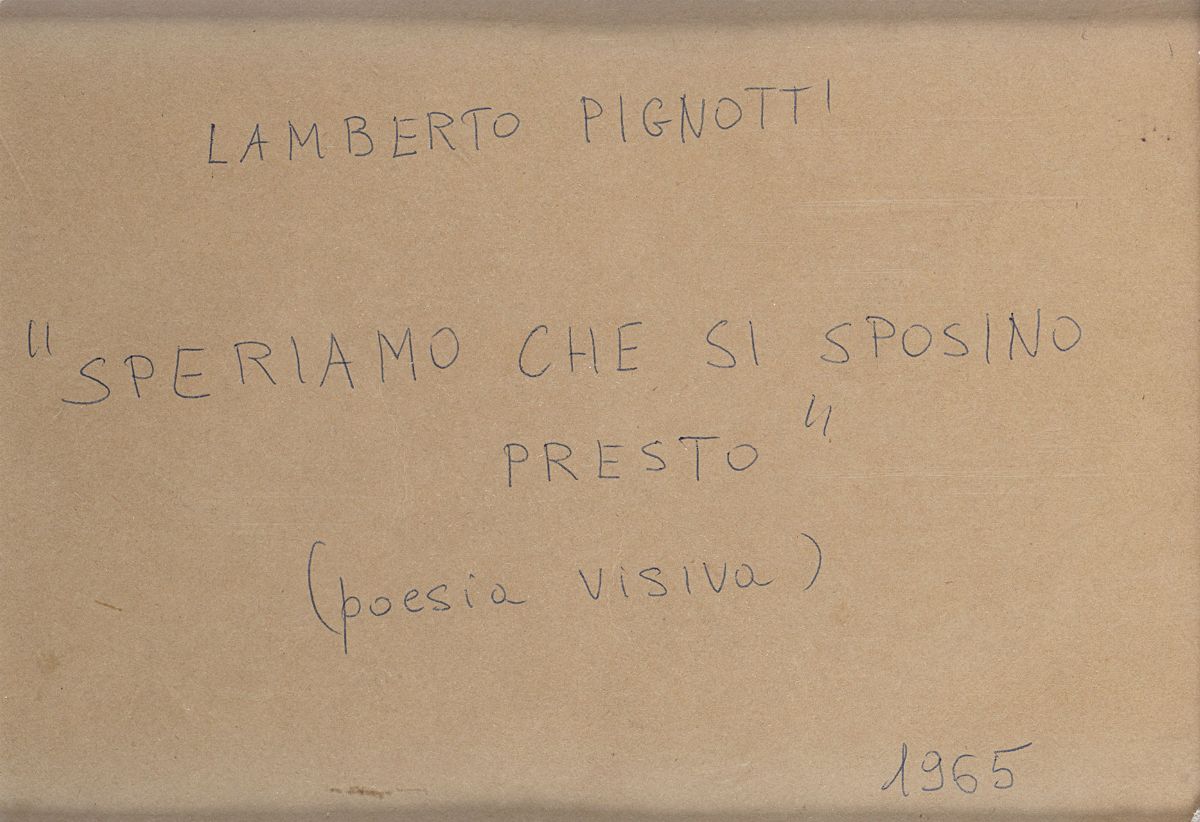 LAMBERTO PIGNOTTI
"SPERIAMO CHE SI SPOSINO
PRESTO"
(poesia visiva)
1965